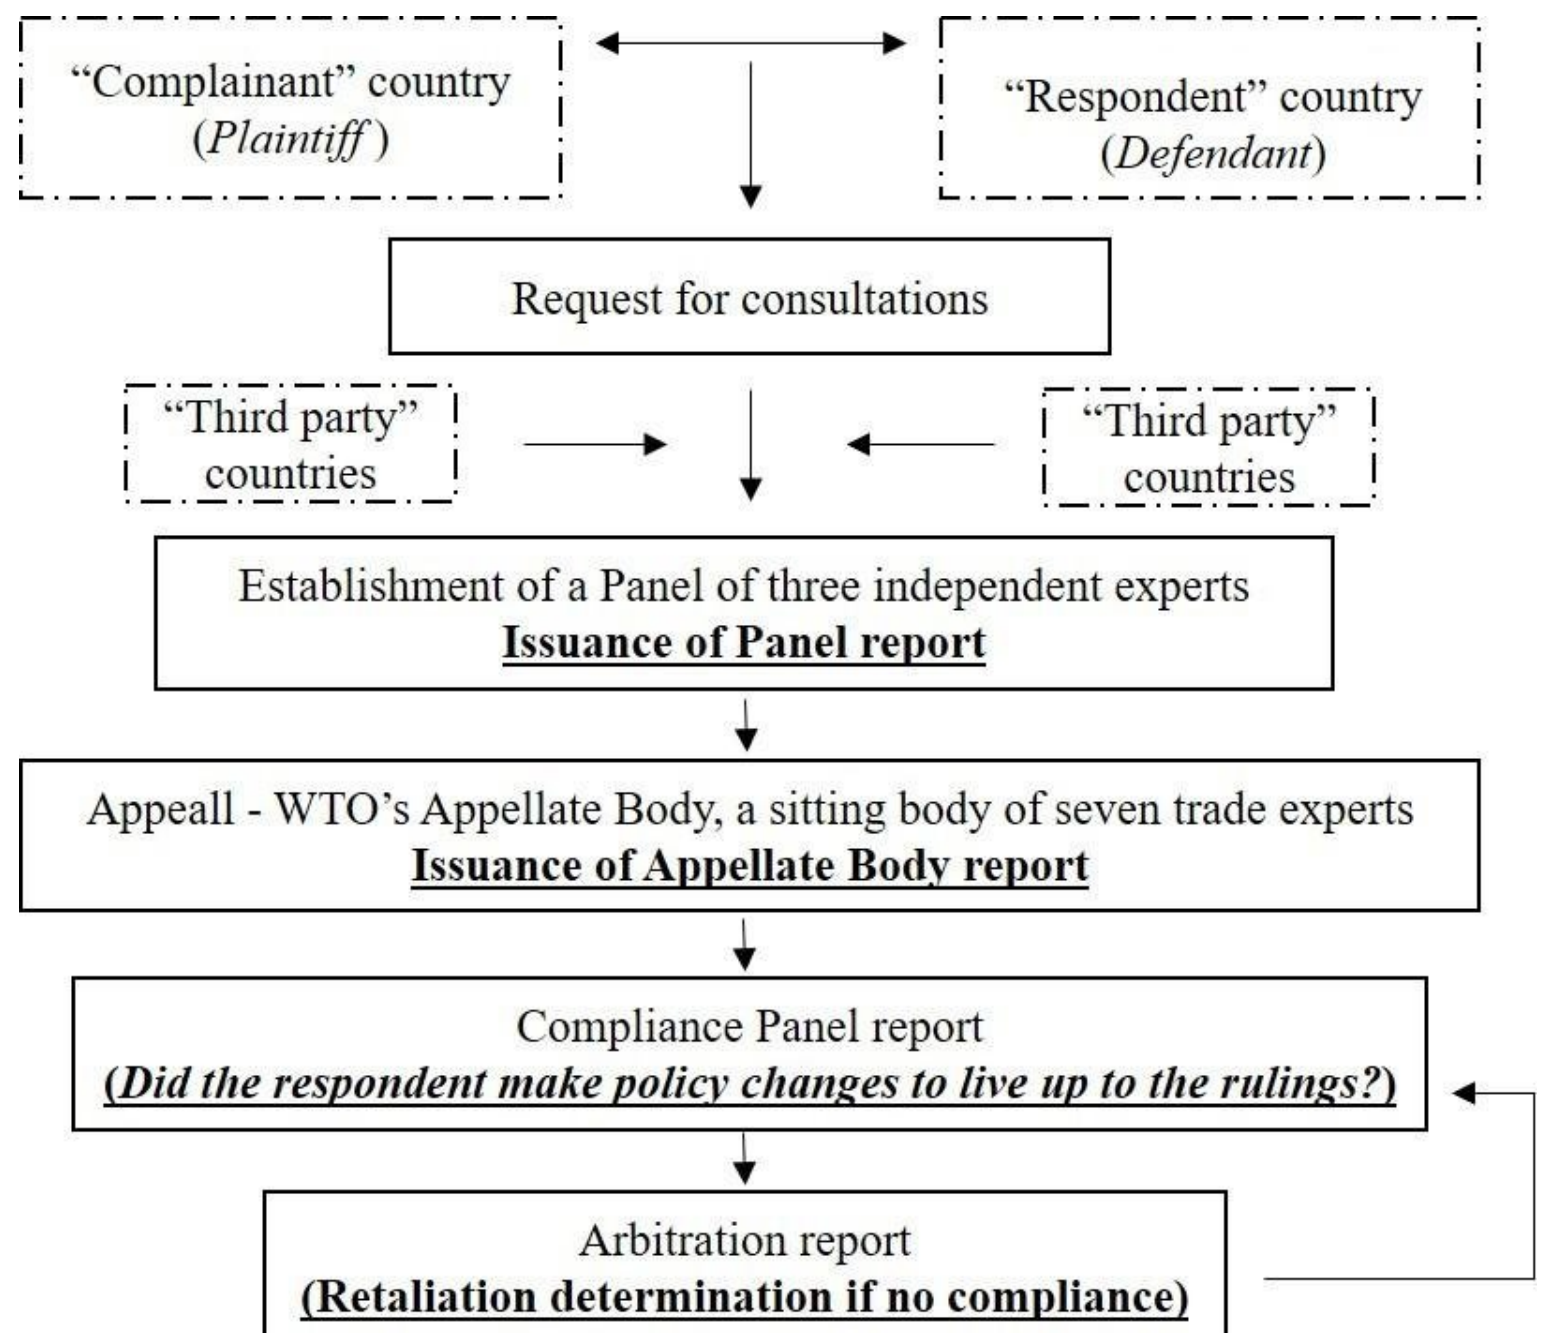 “Complainant” country
(Plaintiff)
“Respondent” country
(Defendant)
Request for consultations
“Third party”
countries
“Third party”
countries
Establishment of a Panel of three independent experts
Issuance of Panel report
Appeall - WTO’s Appellate Body, a sitting body of seven trade experts
Issuance of Appellate Body report
Compliance Panel report
(Did the respondent make policy changes to live up to the rulings?)
Arbitration report
(Retaliation determination if no compliance)